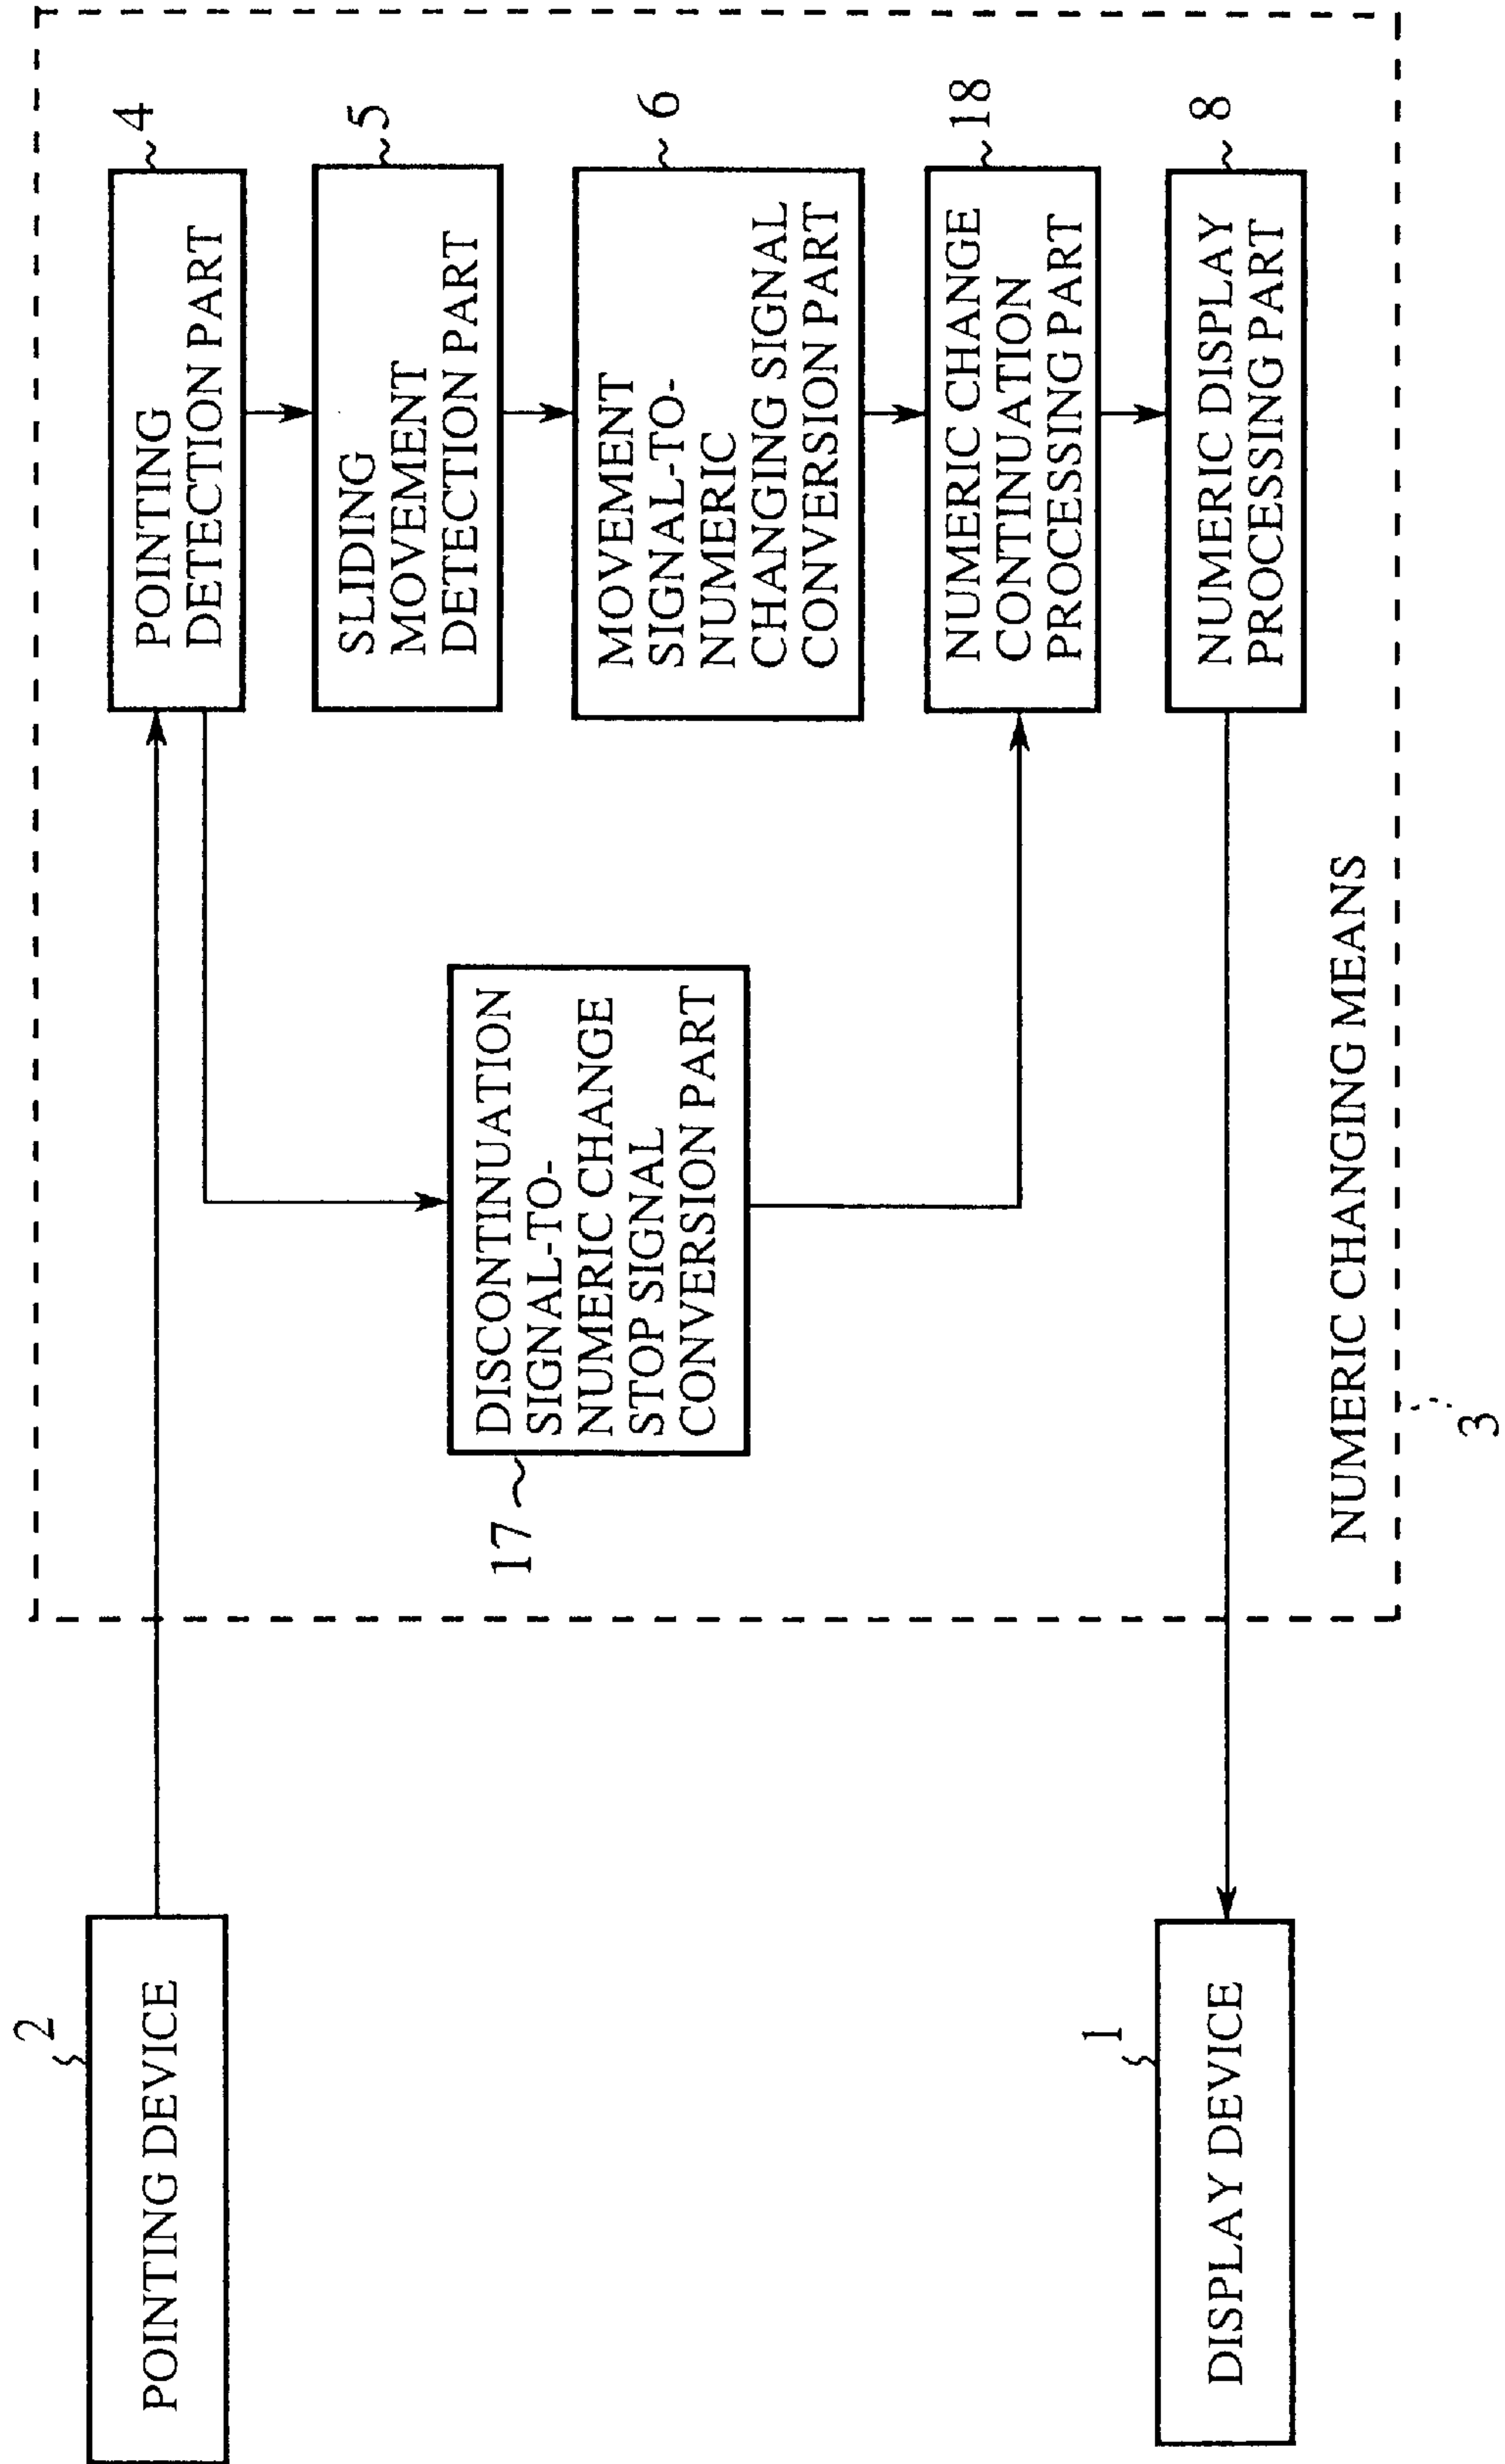 2
POINTING DEVICE
1
DISPLAY DEVICE
4
POINTING
DETECTION PART
5
SLIDING
MOVEMENT
DETECTION PART
6
MOVEMENT
SIGNAL-TO-
NUMERIC
CHANGING SIGNAL
CONVERSION PART
17
DISCONTINUATION
SIGNAL-TO-
NUMERIC CHANGE
STOP SIGNAL
CONVERSION PART
18
NUMERIC CHANGE
CONTINUATION
PROCESSING PART
8
NUMERIC DISPLAY
PROCESSING PART
NUMERIC CHANGING MEANS
3